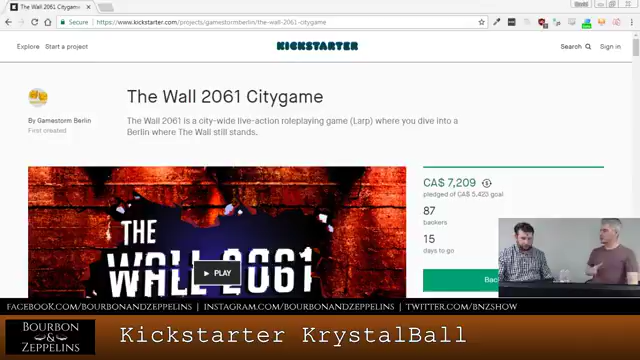 The Wall 2061 Citygame
Secure
https://www.kickstarter.com/projects/gamestormberlin/the-wall-2061-citygame
Explore Start a project
KICKSTARTER
Search Sign in
The Wall 2061 Citygame
By Gamestorm Berlin
First created
The Wall 2061 is a city-wide live-action roleplaying game (Larp) where you dive into a
Berlin where The Wall still stands.
THE
WALL 2061
PLAY
CA$ 7,209
pledged of CA$ 5,423 goal
87
backers
15
days to go
FACEBOOK.COM/BOURBONANDZEPPELINS | INSTAGRAM.COM/BOURBONANDZEPPELINS | TWITTER.COM/BNZSHOW
BOURBON
&
ZEPPELINS
Kickstarter KrystalBall